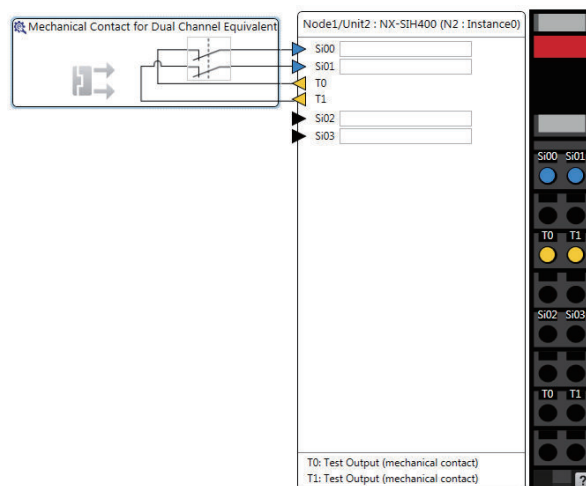 Mechanical Contact for Dual Channel Equivalent
Node1/Unit2 : NX-SIH400 (N2 : Instance0)
Si00
Si01
T0
T1
Si02
Si03
Si00 Si01
T0 T1
Si02 Si03
T0 T1
T0: Test Output (mechanical contact)
T1: Test Output (mechanical contact)
?